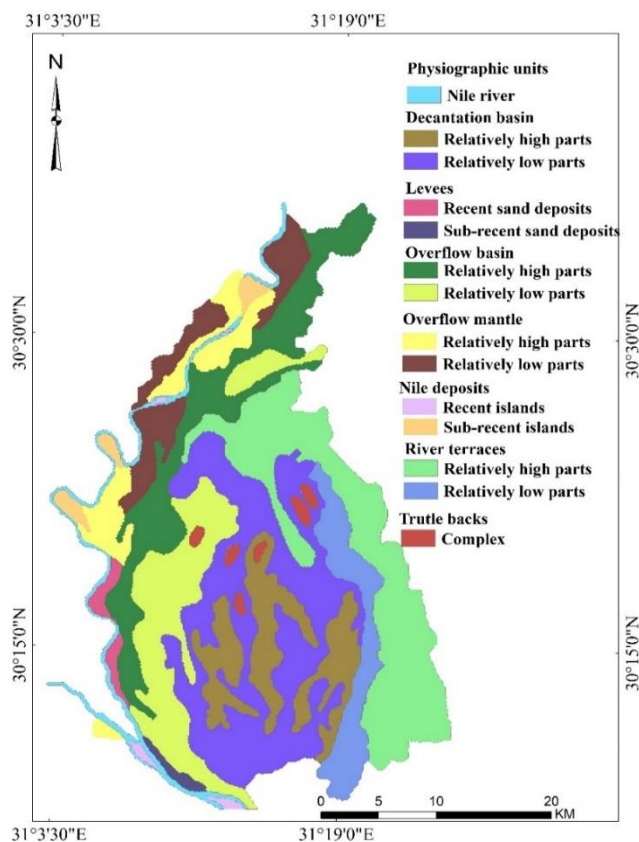 31°3'30"E
31°19'0"E
N
Physiographic units
Nile river
Decantation basin
Relatively high parts
Relatively low parts
Levees
Recent sand deposits
Sub-recent sand deposits
Overflow basin
Relatively high parts
Relatively low parts
Overflow mantle
Relatively high parts
Relatively low parts
Nile deposits
Recent islands
Sub-recent islands
River terraces
Relatively high parts
Relatively low parts
Trutle backs
Complex
30°30'0"N
30°30'0"N
30°15'0"N
30°15'0"N
0 5 10 20
KM
31°3'30"E
31°19'0"E